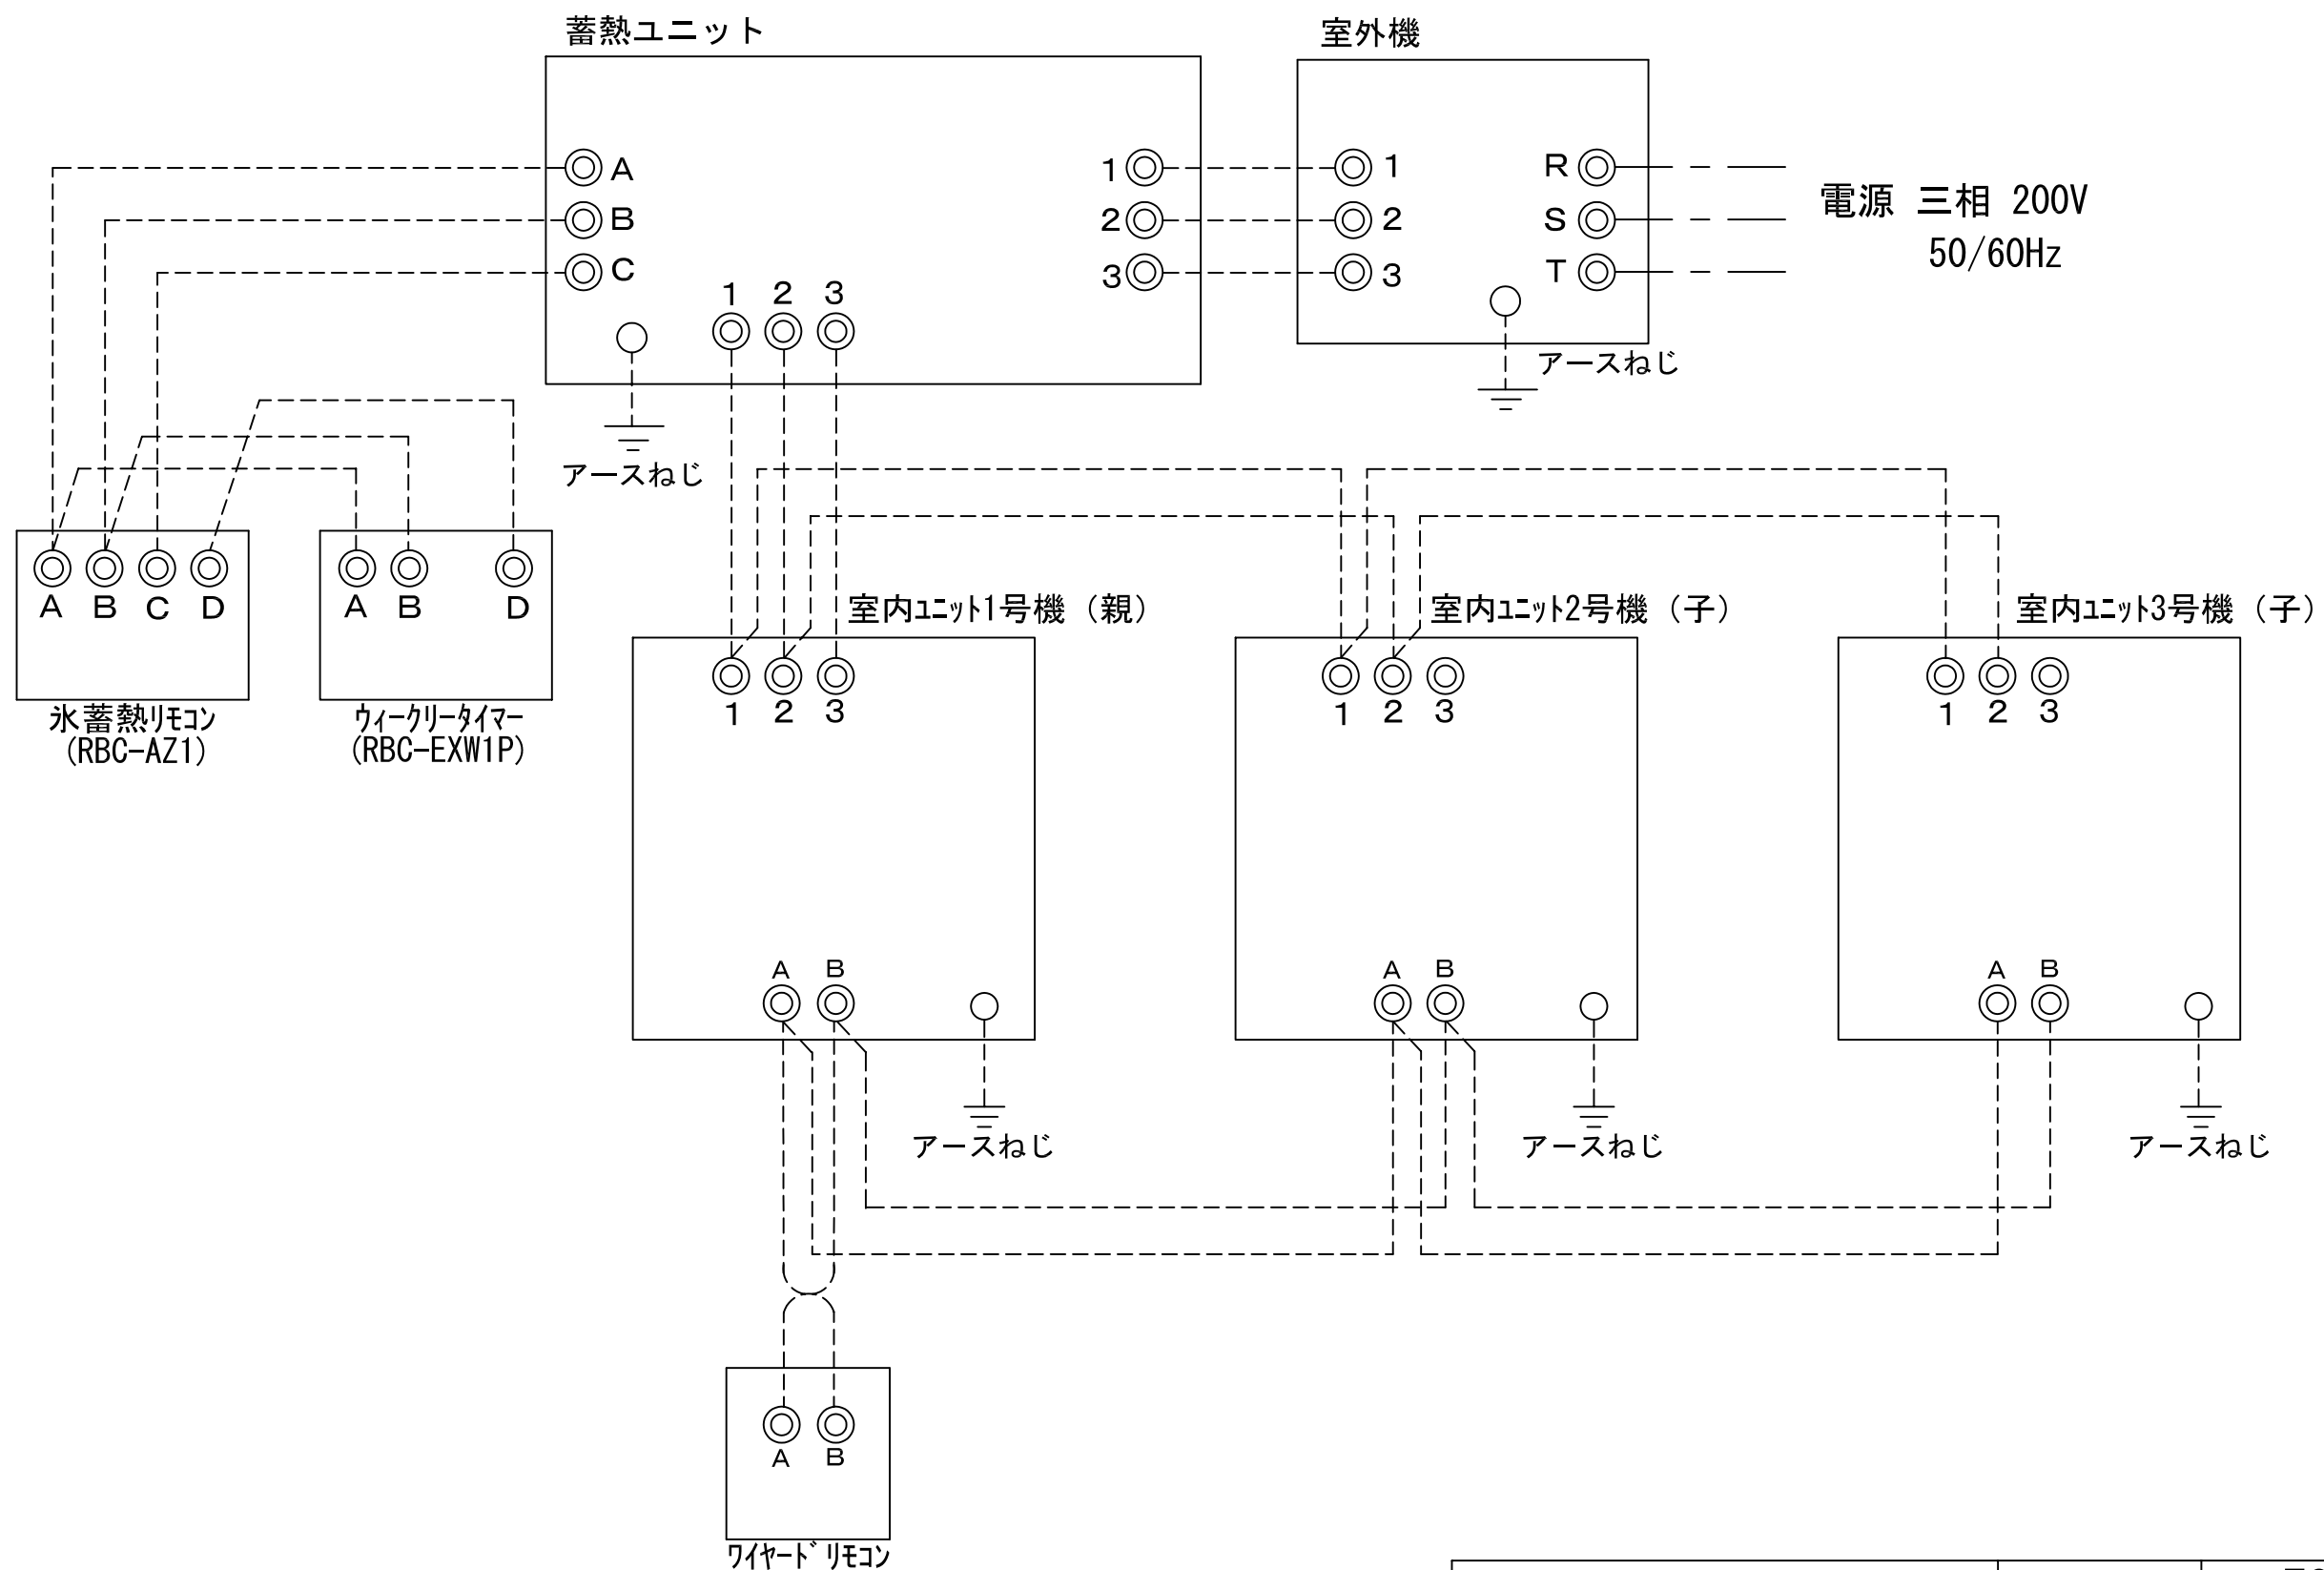 蓄熱ユニット
室外機
A
B
C
1
2
3
1
2
3
1
2
3
R
S
T
電源 三相 200V
50/60Hz
アースねじ
アースねじ
A B C D
A B D
氷蓄熱ﾘﾓｺﾝ
(RBC-AZ1)
ｳｨｰｸﾘｰﾀｲﾏｰ
(RBC-EXW1P)
室内ﾕﾆｯﾄ1号機 (親)
室内ﾕﾆｯﾄ2号機 (子)
室内ﾕﾆｯﾄ3号機 (子)
1 2 3
1 2 3
1 2 3
A B
A B
A B
アースねじ
アースねじ
アースねじ
A B
ﾜｲﾔｰﾄﾞﾘﾓｺﾝ